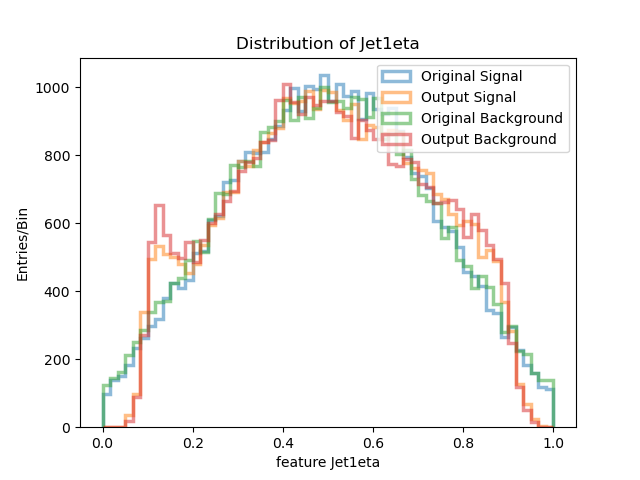 Distribution of Jet1eta
Original Signal
Output Signal
Original Background
Output Background
Entries/Bin
1000
800
600
400
200
0
0.0 0.2 0.4 0.6 0.8 1.0
feature Jet1eta